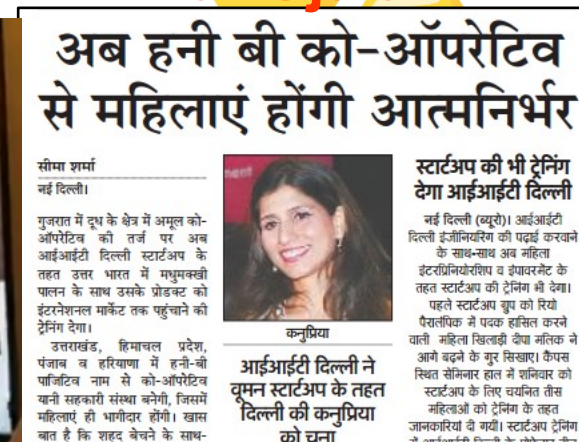 अब हनी बी को-ऑपरेटिव
से महिलाएं होंगी आत्मनिर्भर
सीमा शर्मा
नई दिल्ली।
गुजरात में दूध के क्षेत्र में अमूल को-
ऑपरेटिव की तर्ज पर अब
आईआईटी दिल्ली स्टार्टअप के
तहत उत्तर भारत में मधुमक्खी
पालन के साथ उसके प्रोडक्ट को
इंटरनेशनल मार्केट तक पहुंचाने की
ट्रेनिंग देगा।
उत्तराखंड, हिमाचल प्रदेश,
पंजाब व हरियाणा में हनी-बी
पाजिटिव नाम से को-ऑपरेटिव
यानी सहकारी संस्था बनेगी, जिसमें
महिलाएं ही भागीदार होंगी। खास
बात है कि शहद बेचने के साथ-
कनुप्रिया
आईआईटी दिल्ली ने
वूमन स्टार्टअप के तहत
दिल्ली की कनुप्रिया
को चुना
स्टार्टअप की भी ट्रेनिंग
देगा आईआईटी दिल्ली
नई दिल्ली (ब्यूरो)। आईआईटी
दिल्ली इंजीनियरिंग की पढ़ाई करवाने
के साथ-साथ अब महिला
इंटरप्रिनियोरशिप व इंपावरमेंट के
तहत स्टार्टअप की ट्रेनिंग भी देगा।
पहले स्टार्टअप ग्रुप को रियो
पैरालंपिक में पदक हासिल करने
वाली महिला खिलाड़ी दीपा मलिक ने
आगे बढ़ने के गुर सिखाए। कैंपस
स्थित सेमिनार हाल में शनिवार को
स्टार्टअप के लिए चयनित तीस
महिलाओं को ट्रेनिंग के तहत
जानकारियां दी गयी। स्टार्टअप ट्रेनिंग